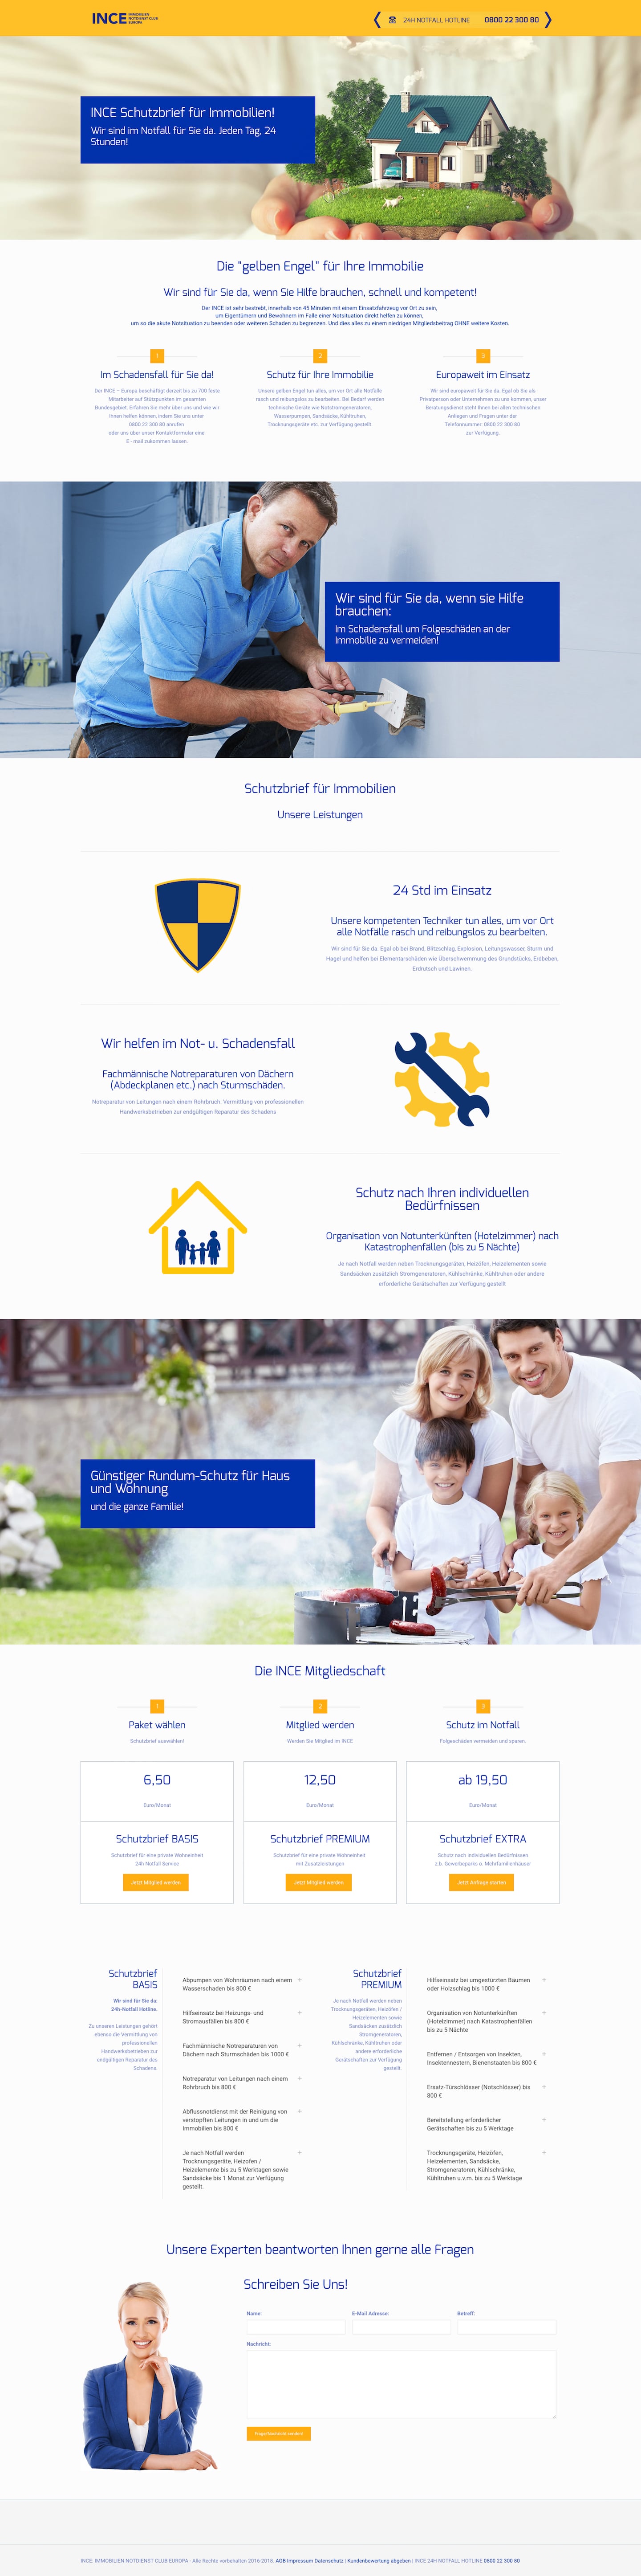 INCE IMMOBILIEN
NOTDIENST CLUB
EUROPA
24H NOTFALL HOTLINE 0800 22 300 80
INCE Schutzbrief für Immobilien!
Wir sind im Notfall für Sie da. Jeden Tag, 24
Stunden!
Die "gelben Engel" für Ihre Immobilie
Wir sind für Sie da, wenn Sie Hilfe brauchen, schnell und kompetent!
Der INCE ist sehr bestrebt, innerhalb von 45 Minuten mit einem Einsatzfahrzeug vor Ort zu sein,
um Eigentümern und Bewohnern im Falle einer Notsituation direkt helfen zu können,
um so die akute Notsituation zu beenden oder weiteren Schaden zu begrenzen. Und dies alles zu einem niedrigen Mitgliedsbeitrag OHNE weitere Kosten.
1
Im Schadensfall für Sie da!
Der INCE – Europa beschäftigt derzeit bis zu 700 feste
Mitarbeiter auf Stützpunkten im gesamten
Bundesgebiet. Erfahren Sie mehr über uns und wie wir
Ihnen helfen können, indem Sie uns unter
0800 22 300 80 anrufen
oder uns über unser Kontaktformular eine
E - mail zukommen lassen.
2
Schutz für Ihre Immobilie
Unsere gelben Engel tun alles, um vor Ort alle Notfälle
rasch und reibungslos zu bearbeiten. Bei Bedarf werden
technische Geräte wie Notstromgeneratoren,
Wasserpumpen, Sandsäcke, Kühltruhen,
Trocknungsgeräte etc. zur Verfügung gestellt.
3
Europaweit im Einsatz
Wir sind europaweit für Sie da. Egal ob Sie als
Privatperson oder Unternehmen zu uns kommen, unser
Beratungsdienst steht Ihnen bei allen technischen
Anliegen und Fragen unter der
Telefonnummer: 0800 22 300 80
zur Verfügung.
Wir sind für Sie da, wenn sie Hilfe
brauchen:
Im Schadensfall um Folgeschäden an der
Immobilie zu vermeiden!
Schutzbrief für Immobilien
Unsere Leistungen
24 Std im Einsatz
Unsere kompetenten Techniker tun alles, um vor Ort
alle Notfälle rasch und reibungslos zu bearbeiten.
Wir sind für Sie da. Egal ob bei Brand, Blitzschlag, Explosion, Leitungswasser, Sturm und
Hagel und helfen bei Elementarschäden wie Überschwemmung des Grundstücks, Erdbeben,
Erdrutsch und Lawinen.
Wir helfen im Not- u. Schadensfall
Fachmännische Notreparaturen von Dächern
(Abdeckplanen etc.) nach Sturmschäden.
Notreparatur von Leitungen nach einem Rohrbruch. Vermittlung von professionellen
Handwerksbetrieben zur endgültigen Reparatur des Schadens
Schutz nach Ihren individuellen
Bedürfnissen
Organisation von Notunterkünften (Hotelzimmer) nach
Katastrophenfällen (bis zu 5 Nächte)
Je nach Notfall werden neben Trocknungsgeräten, Heizöfen, Heizelementen sowie
Sandsäcken zusätzlich Stromgeneratoren, Kühlschränke, Kühltruhen oder andere
erforderliche Gerätschaften zur Verfügung gestellt
Günstiger Rundum-Schutz für Haus
und Wohnung
und die ganze Familie!
Die INCE Mitgliedschaft
1
Paket wählen
Schutzbrief auswählen!
2
Mitglied werden
Werden Sie Mitglied im INCE
3
Schutz im Notfall
Folgeschäden vermeiden und sparen.
6,50
Euro/Monat
Schutzbrief BASIS
Schutzbrief für eine private Wohneinheit
24h Notfall Service
Jetzt Mitglied werden
12,50
Euro/Monat
Schutzbrief PREMIUM
Schutzbrief für eine private Wohneinheit
mit Zusatzleistungen
Jetzt Mitglied werden
ab 19,50
Euro/Monat
Schutzbrief EXTRA
Schutz nach individuellen Bedürfnissen
z.b. Gewerbeparks o. Mehrfamilienhäuser
Jetzt Anfrage starten
Schutzbrief
BASIS
Wir sind für Sie da:
24h-Notfall Hotline.
Zu unseren Leistungen gehört
ebenso die Vermittlung von
professionellen
Handwerksbetrieben zur
endgültigen Reparatur des
Schadens.
Abpumpen von Wohnräumen nach einem
Wasserschaden bis 800 €
Hilfseinsatz bei Heizungs- und
Stromausfällen bis 800 €
Fachmännische Notreparaturen von
Dächern nach Sturmschäden bis 1000 €
Notreparatur von Leitungen nach einem
Rohrbruch bis 800 €
Abflussnotdienst mit der Reinigung von
verstopften Leitungen in und um die
Immobilien bis 800 €
Je nach Notfall werden
Trocknungsgeräte, Heizofen /
Heizelemente bis zu 5 Werktagen sowie
Sandsäcke bis 1 Monat zur Verfügung
gestellt.
Schutzbrief
PREMIUM
Je nach Notfall werden neben
Trocknungsgeräten, Heizöfen /
Heizelementen sowie
Sandsäcken zusätzlich
Stromgeneratoren,
Kühlschränke, Kühltruhen oder
andere erforderliche
Gerätschaften zur Verfügung
gestellt.
Hilfseinsatz bei umgestürzten Bäumen
oder Holzschlag bis 1000 €
Organisation von Notunterkünften
(Hotelzimmer) nach Katastrophenfällen
bis zu 5 Nächte
Entfernen / Entsorgen von Insekten,
Insektennestern, Bienenstaaten bis 800 €
Ersatz-Türschlösser (Notschlösser) bis
800 €
Bereitstellung erforderlicher
Gerätschaften bis zu 5 Werktage
Trocknungsgeräte, Heizöfen,
Heizelementen, Sandsäcke,
Stromgeneratoren, Kühlschränke,
Kühltruhen u.v.m. bis zu 5 Werktage
Unsere Experten beantworten Ihnen gerne alle Fragen
Schreiben Sie Uns!
Name: E-Mail Adresse: Betreff:
Nachricht:
Frage/Nachricht senden!
INCE: IMMOBILIEN NOTDIENST CLUB EUROPA - Alle Rechte vorbehalten 2016-2018. AGB Impressum Datenschutz | Kundenbewertung abgeben | INCE 24H NOTFALL HOTLINE 0800 22 300 80